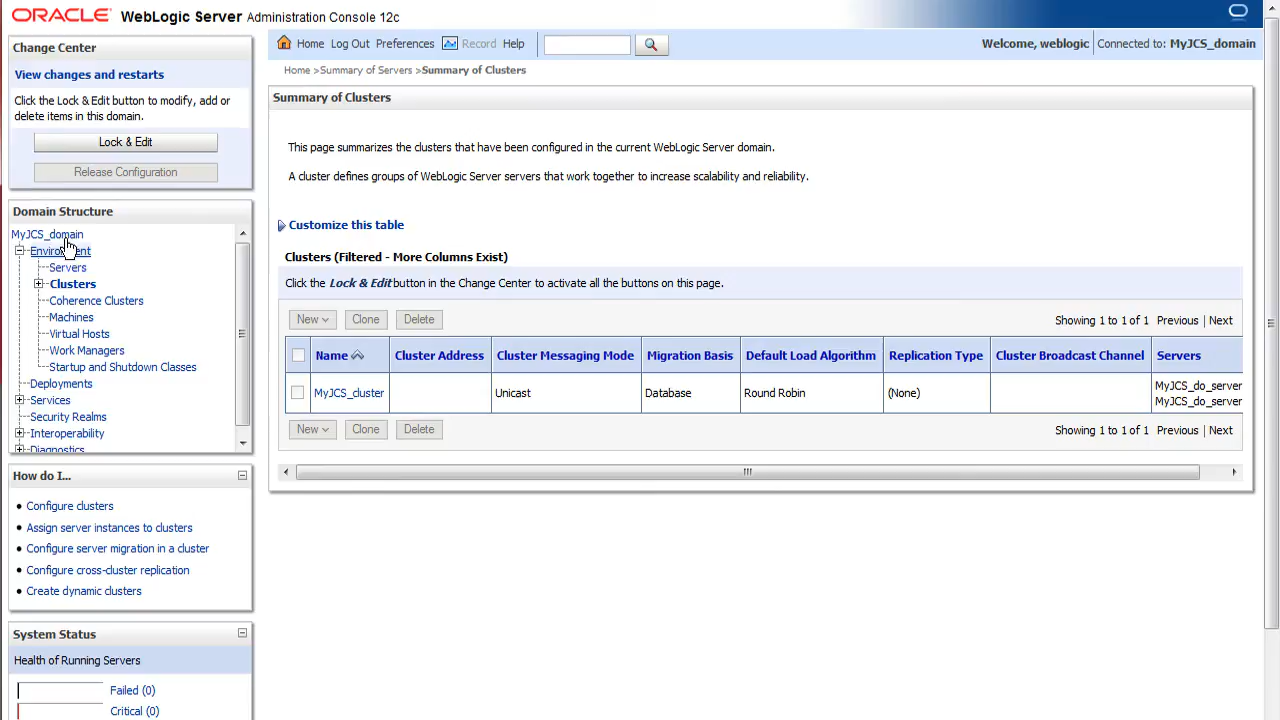 ORACLE WebLogic Server Administration Console 12c
Change Center
View changes and restarts
Click the Lock & Edit button to modify, add or
delete items in this domain.
Lock & Edit
Release Configuration
Domain Structure
MyJCS_domain
Environment
Servers
Clusters
Coherence Clusters
Machines
Virtual Hosts
Work Managers
Startup and Shutdown Classes
Deployments
Services
Security Realms
Interoperability
Diagnostics
How do I...
Configure clusters
Assign server instances to clusters
Configure server migration in a cluster
Configure cross-cluster replication
Create dynamic clusters
System Status
Health of Running Servers
Failed (0)
Critical (0)
Home Log Out Preferences Record Help
Welcome, weblogic Connected to: MyJCS_domain
Home >Summary of Servers >Summary of Clusters
Summary of Clusters
This page summarizes the clusters that have been configured in the current WebLogic Server domain.
A cluster defines groups of WebLogic Server servers that work together to increase scalability and reliability.
Customize this table
Clusters (Filtered - More Columns Exist)
Click the Lock & Edit button in the Change Center to activate all the buttons on this page.
New Clone Delete Showing 1 to 1 of 1 Previous | Next
Name Cluster Address Cluster Messaging Mode Migration Basis Default Load Algorithm Replication Type Cluster Broadcast Channel Servers
MyJCS_cluster Unicast Database Round Robin (None) MyJCS_do_server
MyJCS_do_server
New Clone Delete Showing 1 to 1 of 1 Previous | Next